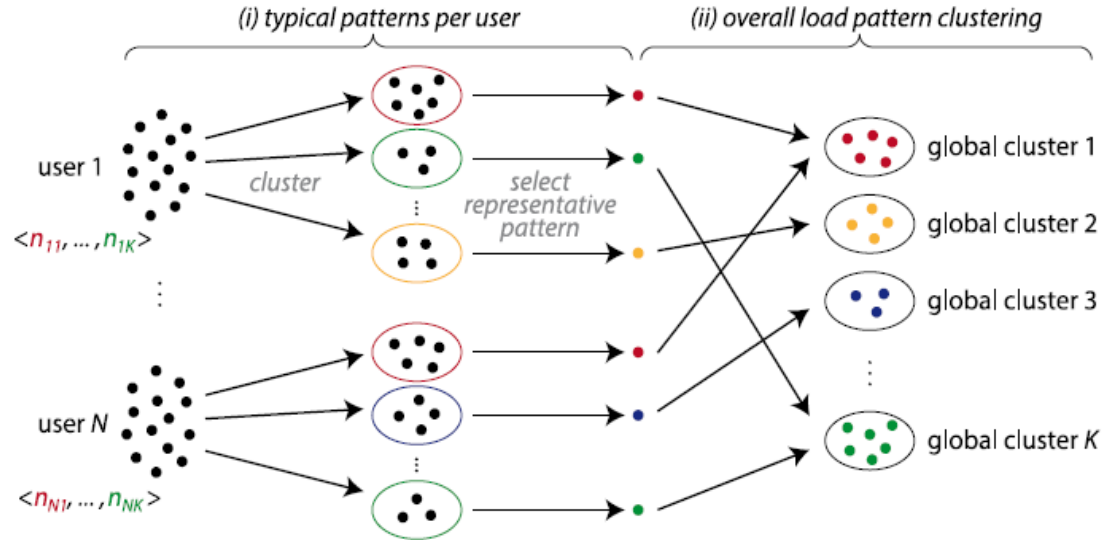 (i) typical patterns per user
(ii) overall load pattern clustering
user 1
<n11, ... , n1K>
cluster
select
representative
pattern
global cluster 1
global cluster 2
global cluster 3
user N
<nN1, ... , nNK>
global cluster K